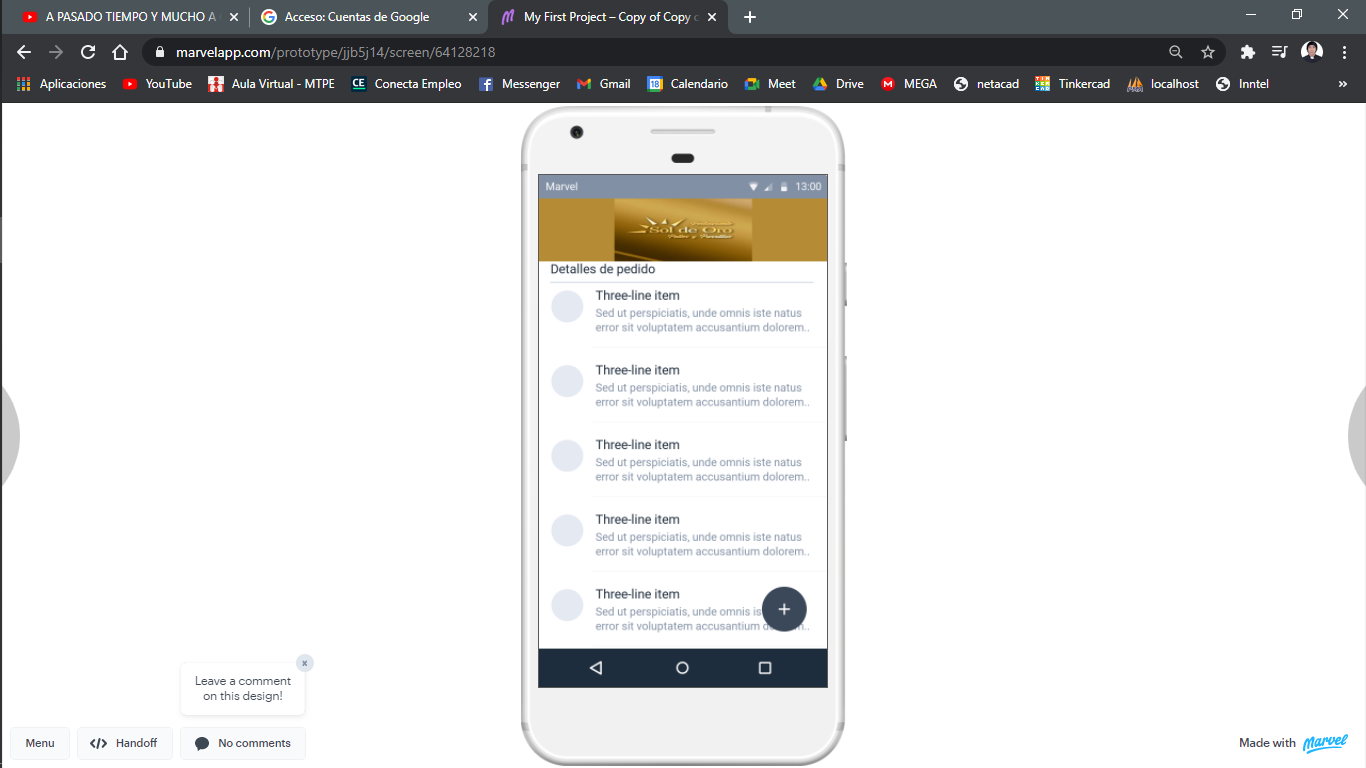 A PASADO TIEMPO Y MUCHO A
Acceso: Cuentas de Google
My First Project – Copy of Copy
marvelapp.com/prototype/jjb5j14/screen/64128218
Aplicaciones
YouTube
Aula Virtual - MTPE
CE
Conecta Empleo
Messenger
Gmail
18
Calendario
Meet
Drive
M
MEGA
netacad
TIN
KER
CAD
Tinkercad
localhost
Inntel
»
Marvel
13:00
Sol de Oro
Detalles de pedido
Three-line item
Sed ut perspiciatis, unde omnis iste natus
error sit voluptatem accusantium dolorem..
Three-line item
Sed ut perspiciatis, unde omnis iste natus
error sit voluptatem accusantium dolorem..
Three-line item
Sed ut perspiciatis, unde omnis iste natus
error sit voluptatem accusantium dolorem..
Three-line item
Sed ut perspiciatis, unde omnis iste natus
error sit voluptatem accusantium dolorem..
Three-line item
Sed ut perspiciatis, unde omnis is
error sit voluptatem accusantium d
+
Leave a comment
on this design!
x
Menu
</> Handoff
No comments
Made with Marvel